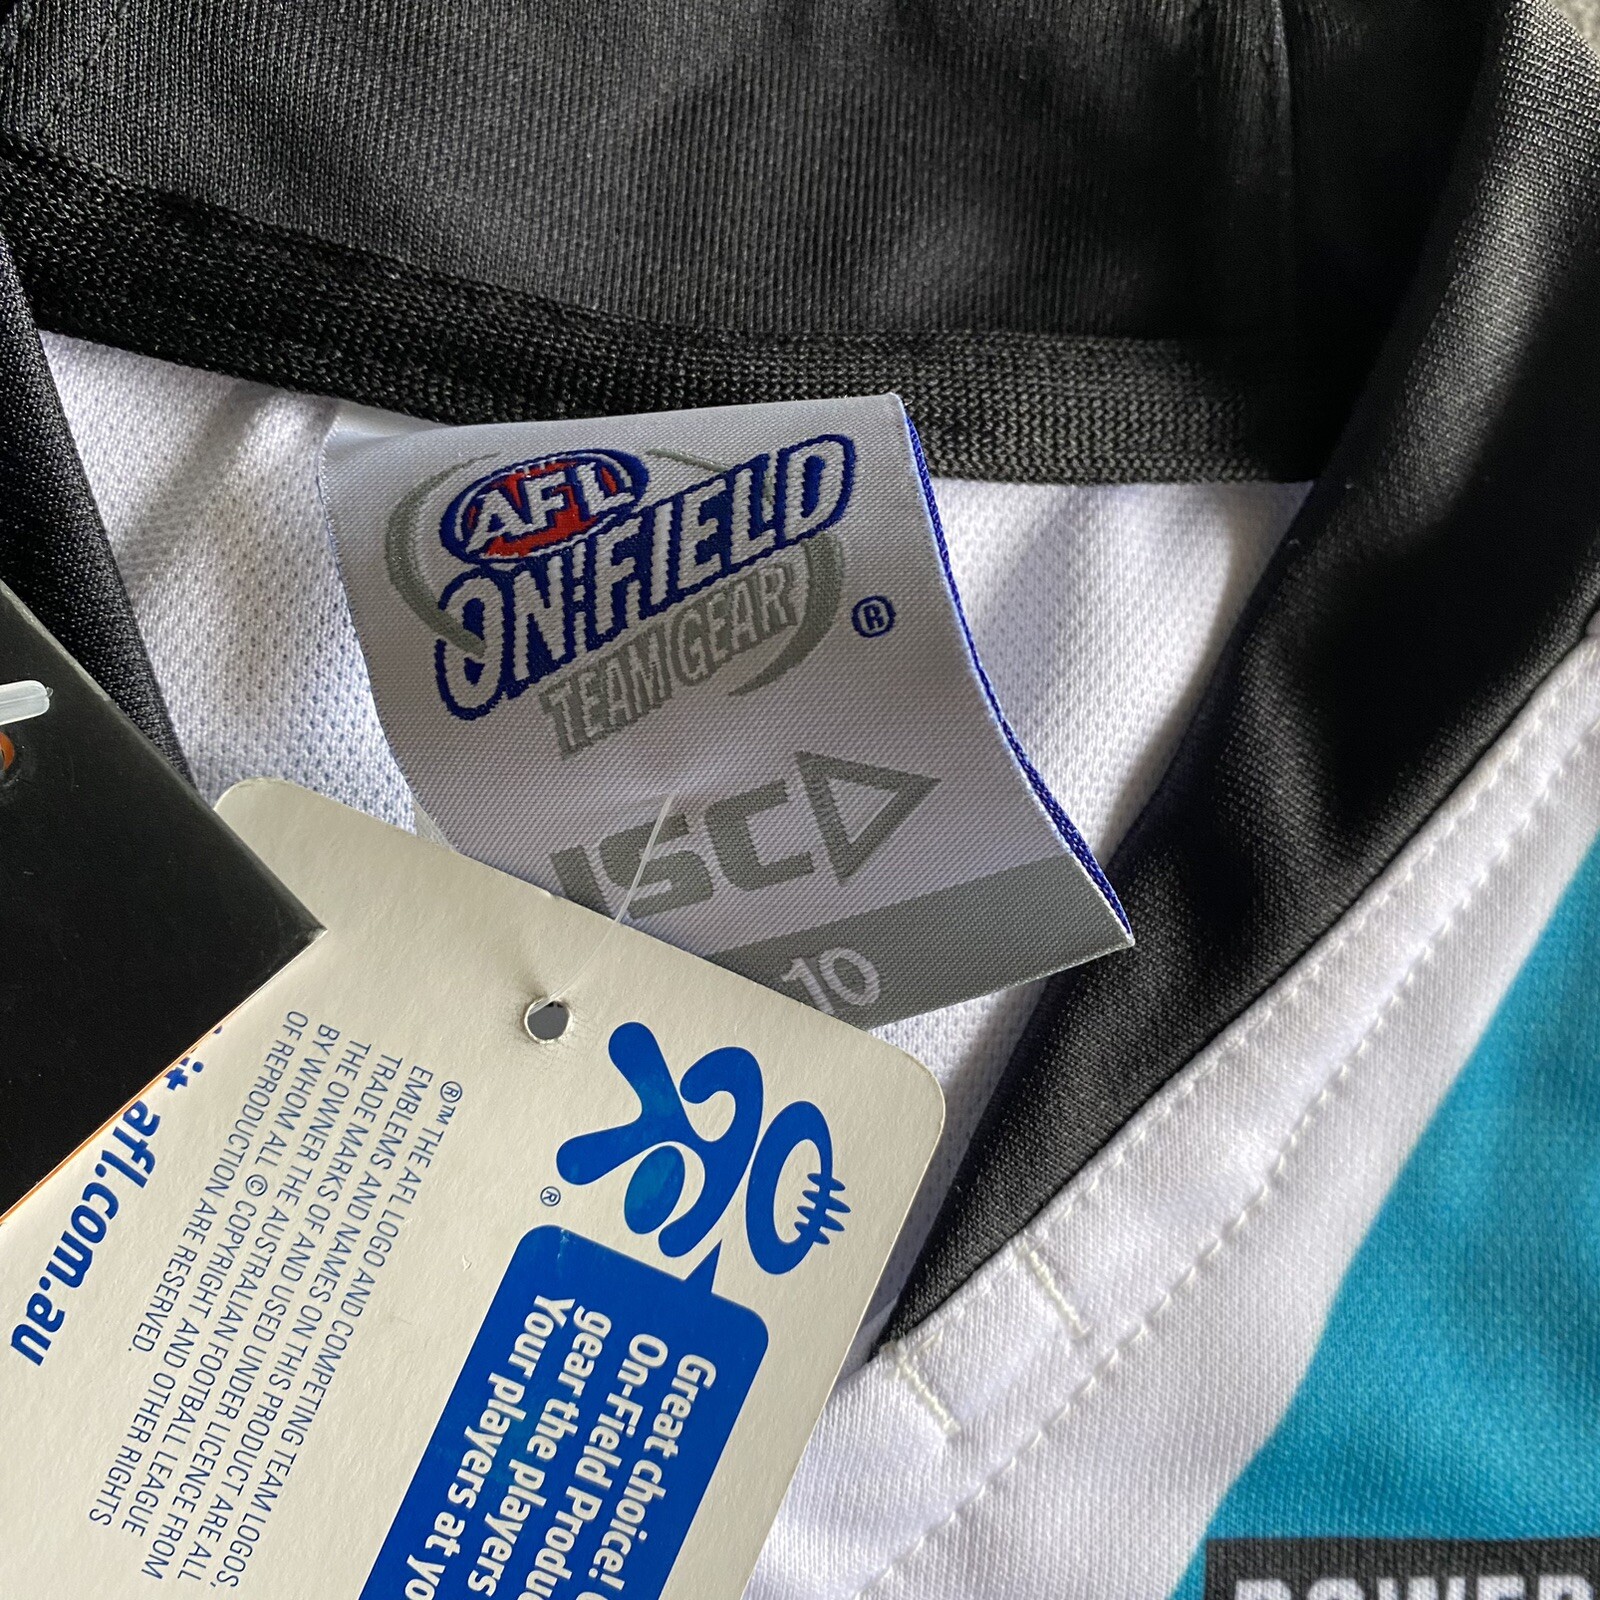 AFL
ON-FIELD
TEAM GEAR
®
ISC
10
®
Great choice!
On-Field
gear the players
Your players at
®™ THE AFL LOGO AND COMPETING TEAM LOGOS,
EMBLEMS AND NAMES ON THIS PRODUCT ARE ALL
TRADE MARKS OF AND USED UNDER LICENCE FROM
THE OWNER THE AUSTRALIAN FOOTBALL LEAGUE
BY WHOM ALL © COPYRIGHT AND OTHER RIGHTS
OF REPRODUCTION ARE RESERVED.
afl.com.au
POWER